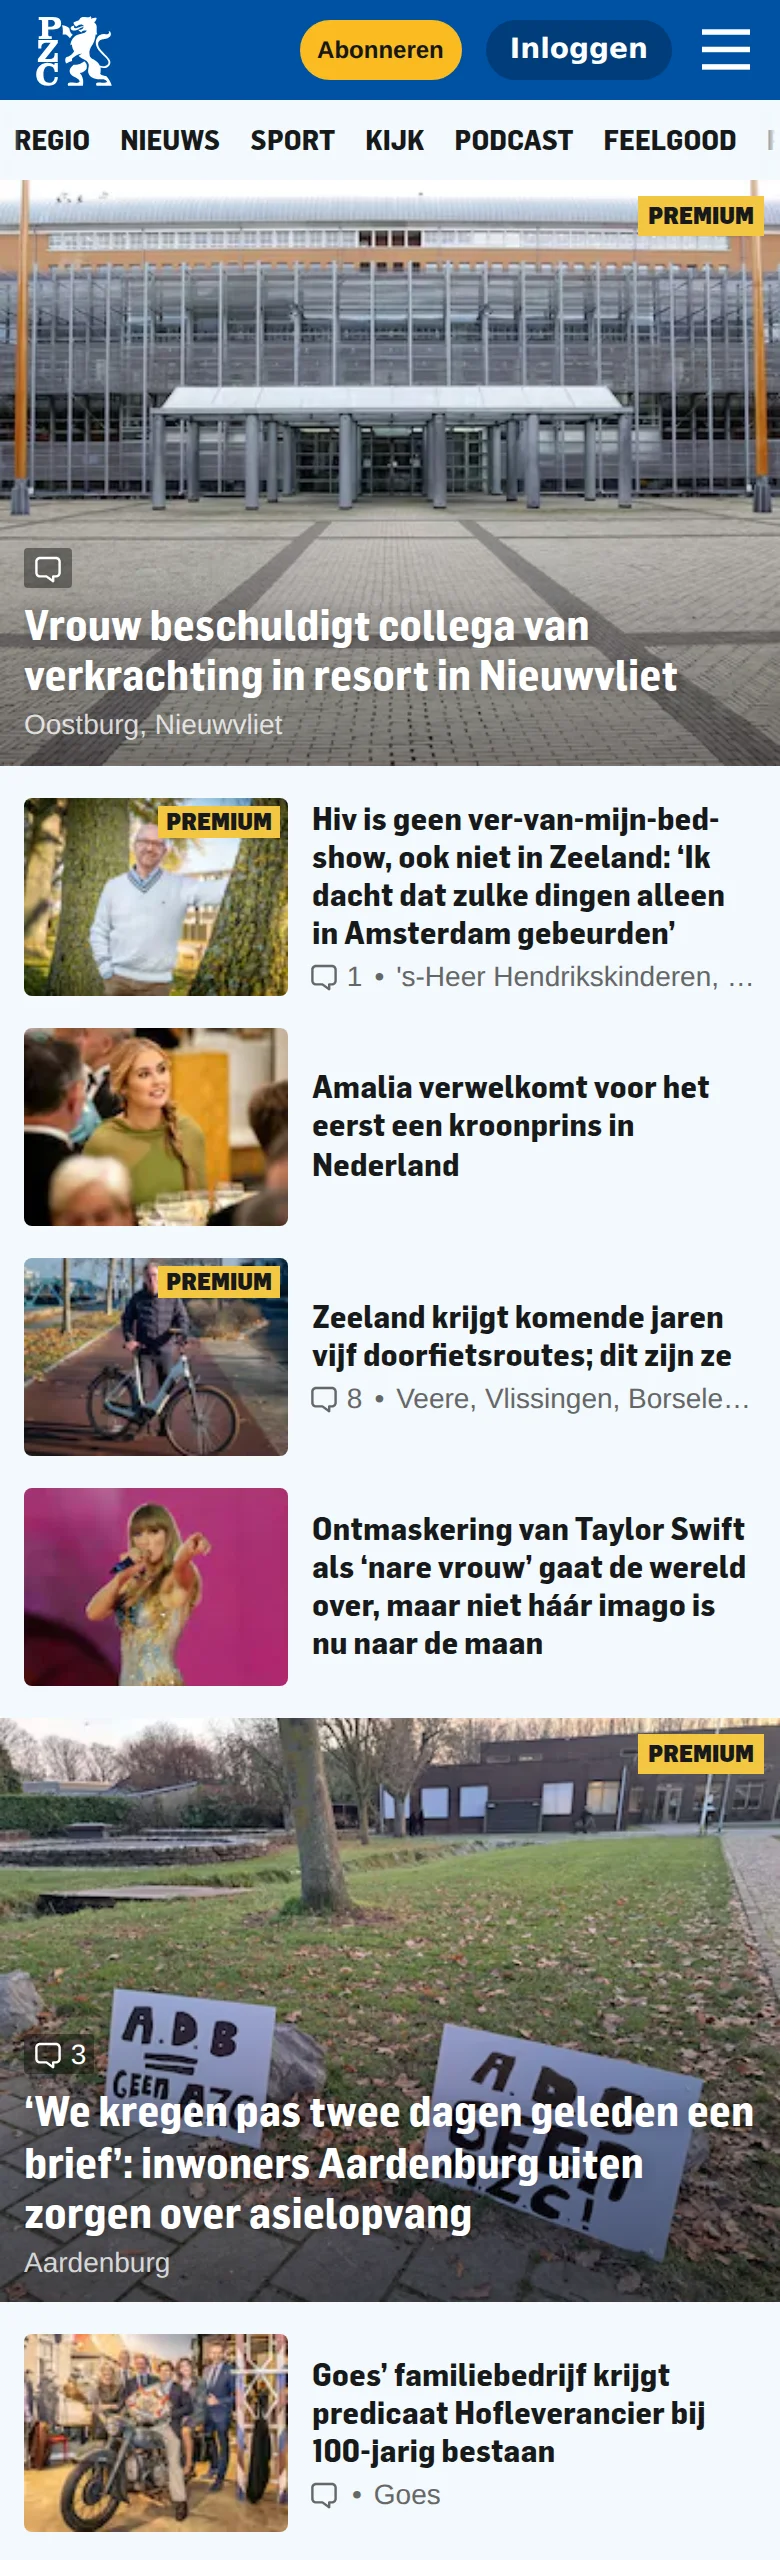 PZC
Abonneren
Inloggen
REGIO NIEUWS SPORT KIJK PODCAST FEELGOOD
PREMIUM
Vrouw beschuldigt collega van
verkrachting in resort in Nieuwvliet
Oostburg, Nieuwvliet
PREMIUM
Hiv is geen ver-van-mijn-bed-
show, ook niet in Zeeland: ‘Ik
dacht dat zulke dingen alleen
in Amsterdam gebeurden’
1 • 's-Heer Hendrikskinderen, …
Amalia verwelkomt voor het
eerst een kroonprins in
Nederland
PREMIUM
Zeeland krijgt komende jaren
vijf doorfietsroutes; dit zijn ze
8 • Veere, Vlissingen, Borsele…
Ontmaskering van Taylor Swift
als ‘nare vrouw’ gaat de wereld
over, maar niet háár imago is
nu naar de maan
PREMIUM
A.D.B
=
GEEN AZC
A D B
GEEN
AZC!
3
‘We kregen pas twee dagen geleden een
brief’: inwoners Aardenburg uiten
zorgen over asielopvang
Aardenburg
Goes’ familiebedrijf krijgt
predicaat Hofleverancier bij
100-jarig bestaan
• Goes